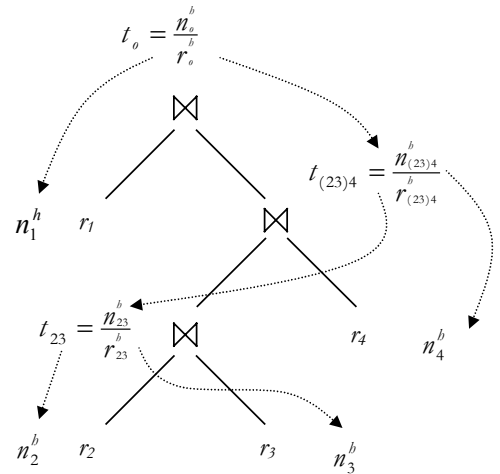 t_o = n_o^h / r_o^h
⋈
t_(23)4 = n_(23)4^h / r_(23)4^h
n_1^h r_1
⋈
t_23 = n_23^h / r_23^h
⋈
r_4 n_4^h
n_2^h r_2 r_3 n_3^h